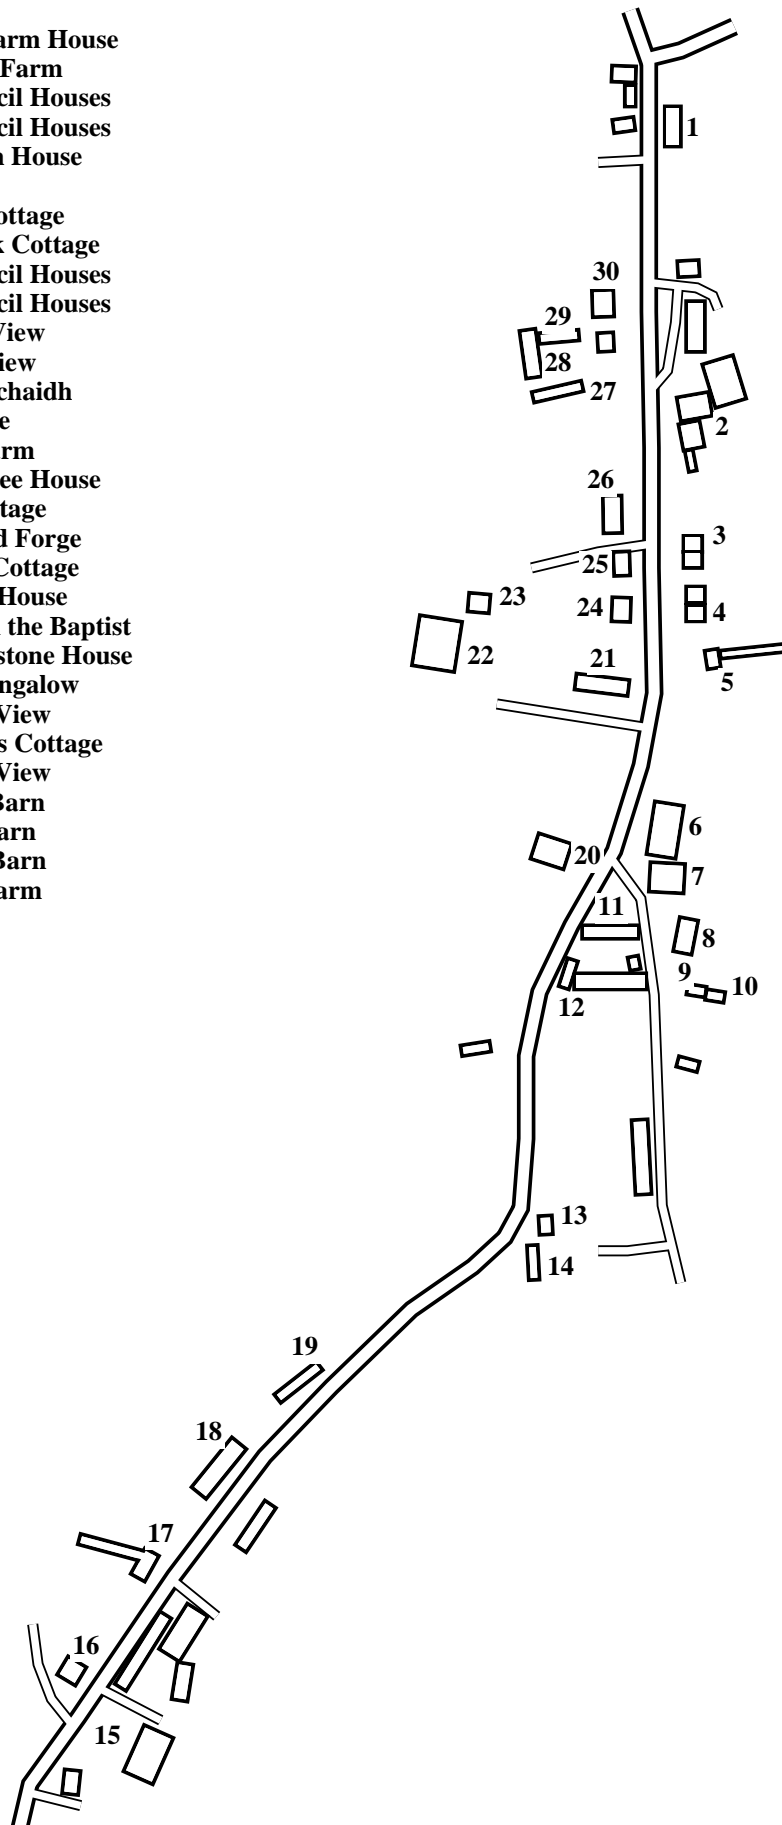 arm House
Farm
cil Houses
cil Houses
House
ottage
Cottage
cil Houses
cil Houses
View
iew
chaidh
e
arm
ee House
tage
d Forge
Cottage
House
the Baptist
stone House
ngalow
View
s Cottage
View
Barn
arn
Barn
arm
1
30
29
28
27
2
26
3
25
23
24
4
22
21
5
6
20
7
11
8
9
10
12
13
14
19
18
17
16
15